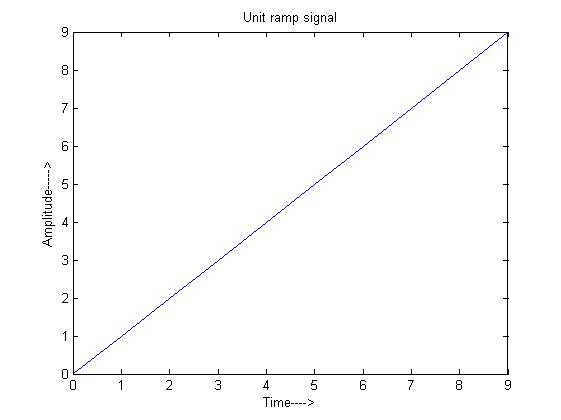 Unit ramp signal
9
8
7
6
5
4
3
2
1
0
Amplitude----->
0 1 2 3 4 5 6 7 8 9
Time---->